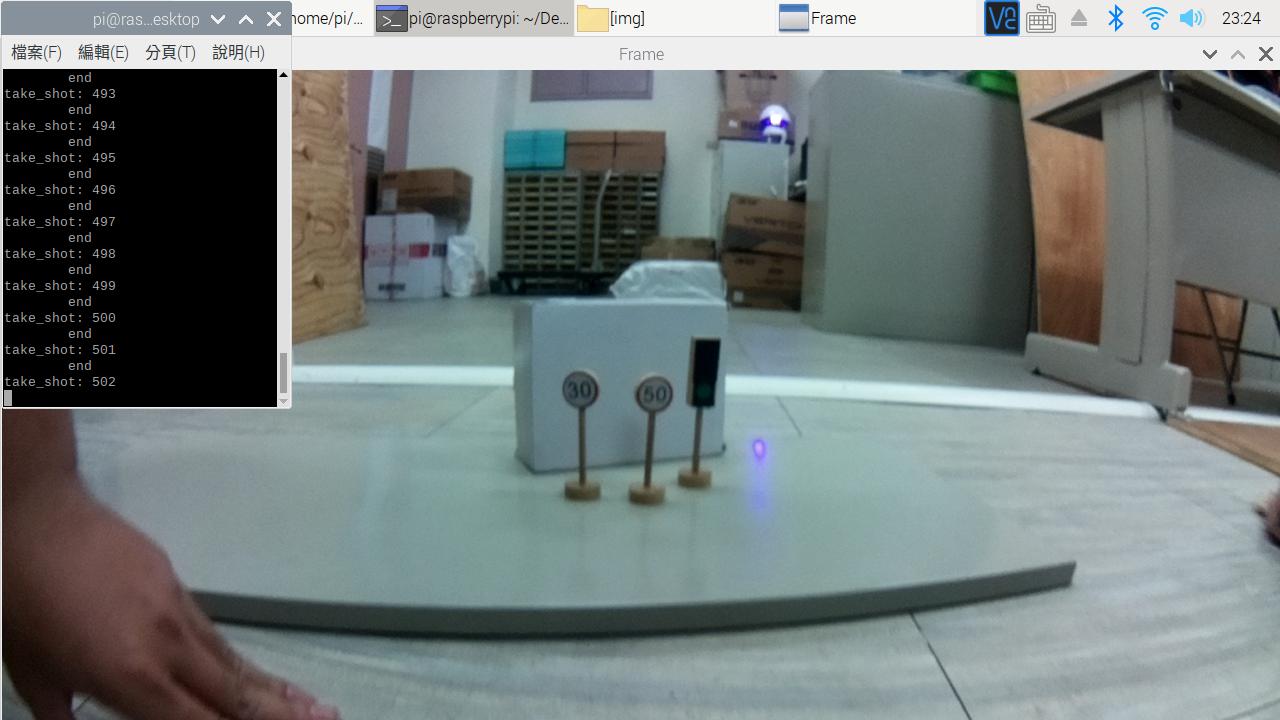 pi@ras...esktop
home/pi/...
pi@raspberrypi: ~/De...
[img]
Frame
23:24
檔案(F) 編輯(E) 分頁(T) 說明(H)
Frame
end
take_shot: 493
end
take_shot: 494
end
take_shot: 495
end
take_shot: 496
end
take_shot: 497
end
take_shot: 498
end
take_shot: 499
end
take_shot: 500
end
take_shot: 501
end
take_shot: 502
30
50